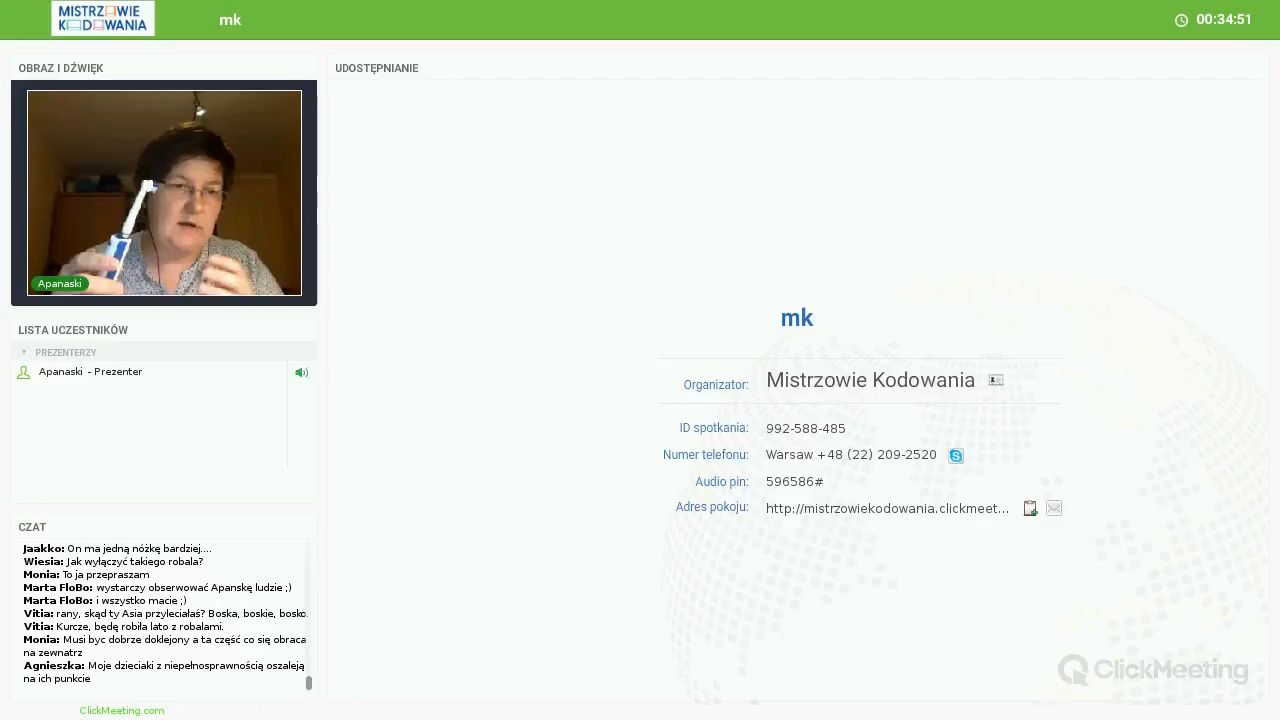 MISTRZOWIE
KODOWANIA
mk
00:34:51
OBRAZ I DŹWIĘK
Apanaski
LISTA UCZESTNIKÓW
PREZENTERZY
Apanaski - Prezenter
CZAT
Jaakko: On ma jedną nóżkę bardziej....
Wiesia: Jak wyłączyć takiego robala?
Monia: To ja przepraszam
Marta FloBo: wystarczy obserwować Apanskę ludzie ;)
Marta FloBo: i wszystko macie ;)
Vitia: rany, skąd ty Asia przyleciałaś? Boska, boskie, bosko.
Vitia: Kurcze, będę robiła lato z robalami.
Monia: Musi byc dobrze doklejony a ta część co się obraca
na zewnatrz
Agnieszka: Moje dzieciaki z niepełnosprawnością oszaleją
na ich punkcie
ClickMeeting.com
UDOSTĘPNIANIE
mk
Organizator: Mistrzowie Kodowania
ID spotkania: 992-588-485
Numer telefonu: Warsaw +48 (22) 209-2520
Audio pin: 596586#
Adres pokoju: http://mistrzowiekodowania.clickmeet...
ClickMeeting